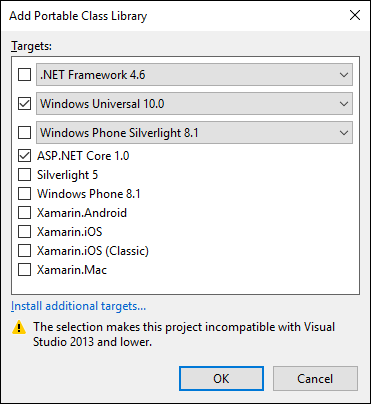 Add Portable Class Library
Targets:
.NET Framework 4.6
Windows Universal 10.0
Windows Phone Silverlight 8.1
ASP.NET Core 1.0
Silverlight 5
Windows Phone 8.1
Xamarin.Android
Xamarin.iOS
Xamarin.iOS (Classic)
Xamarin.Mac
Install additional targets...
The selection makes this project incompatible with Visual
Studio 2013 and lower.
OK
Cancel